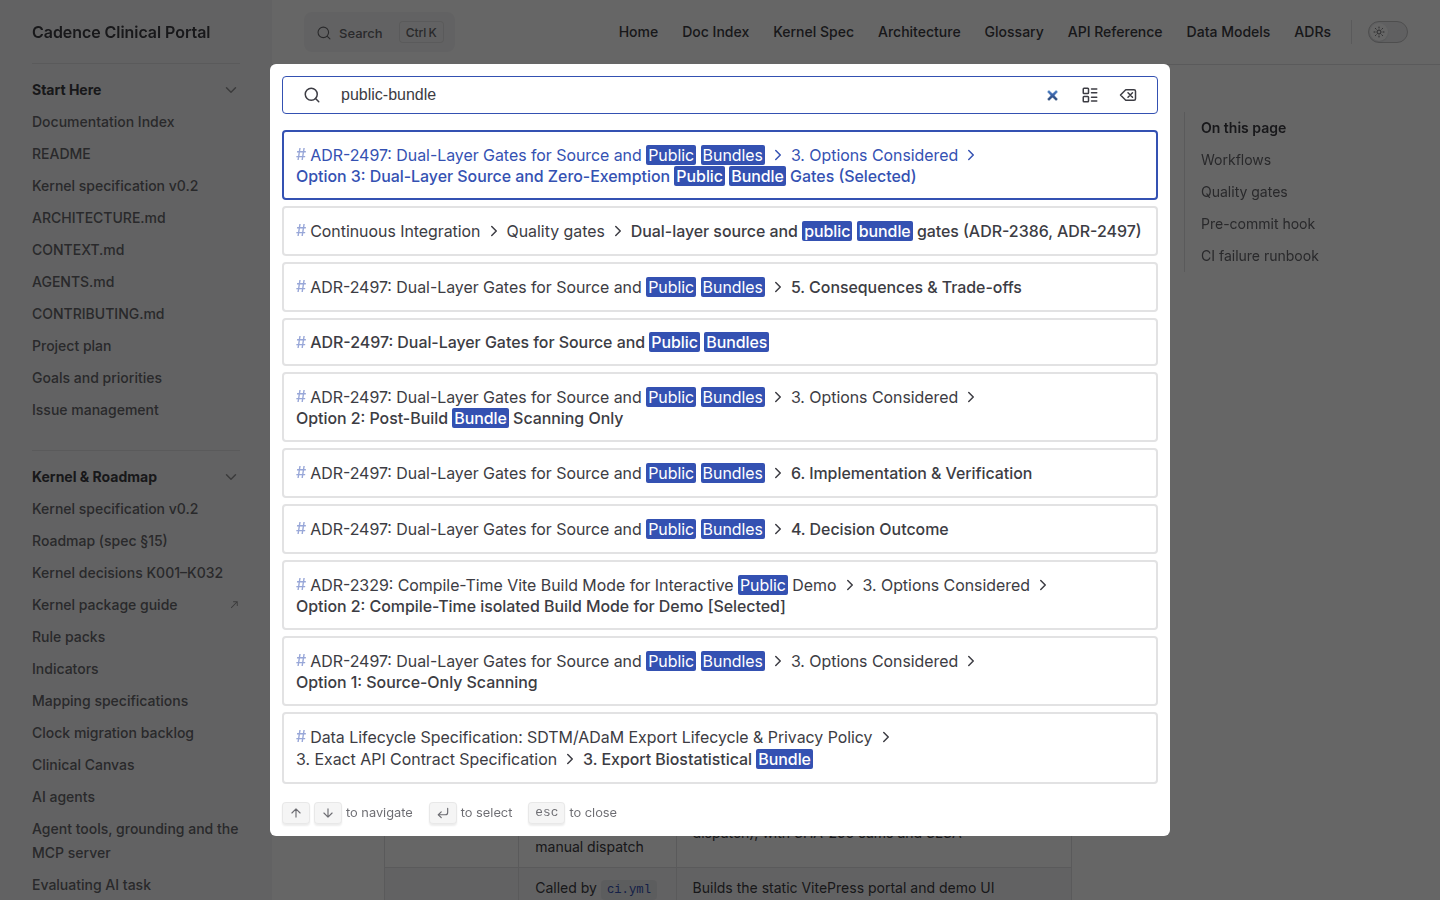 Cadence Clinical Portal
Search Ctrl K
Home Doc Index Kernel Spec Architecture Glossary API Reference Data Models ADRs
Start Here
Documentation Index
README
Kernel specification v0.2
ARCHITECTURE.md
CONTEXT.md
AGENTS.md
CONTRIBUTING.md
Project plan
Goals and priorities
Issue management
Kernel & Roadmap
Kernel specification v0.2
Roadmap (spec §15)
Kernel decisions K001–K032
Kernel package guide
Rule packs
Indicators
Mapping specifications
Clock migration backlog
Clinical Canvas
AI agents
Agent tools, grounding and the
MCP server
Evaluating AI task
public-bundle
# ADR-2497: Dual-Layer Gates for Source and Public Bundles > 3. Options Considered >
Option 3: Dual-Layer Source and Zero-Exemption Public Bundle Gates (Selected)
# Continuous Integration > Quality gates > Dual-layer source and public bundle gates (ADR-2386, ADR-2497)
# ADR-2497: Dual-Layer Gates for Source and Public Bundles > 5. Consequences & Trade-offs
# ADR-2497: Dual-Layer Gates for Source and Public Bundles
# ADR-2497: Dual-Layer Gates for Source and Public Bundles > 3. Options Considered >
Option 2: Post-Build Bundle Scanning Only
# ADR-2497: Dual-Layer Gates for Source and Public Bundles > 6. Implementation & Verification
# ADR-2497: Dual-Layer Gates for Source and Public Bundles > 4. Decision Outcome
# ADR-2329: Compile-Time Vite Build Mode for Interactive Public Demo > 3. Options Considered >
Option 2: Compile-Time isolated Build Mode for Demo [Selected]
# ADR-2497: Dual-Layer Gates for Source and Public Bundles > 3. Options Considered >
Option 1: Source-Only Scanning
# Data Lifecycle Specification: SDTM/ADaM Export Lifecycle & Privacy Policy >
3. Exact API Contract Specification > 3. Export Biostatistical Bundle
to navigate to select esc to close
manual dispatch
Called by ci.yml Builds the static VitePress portal and demo UI
On this page
Workflows
Quality gates
Pre-commit hook
CI failure runbook